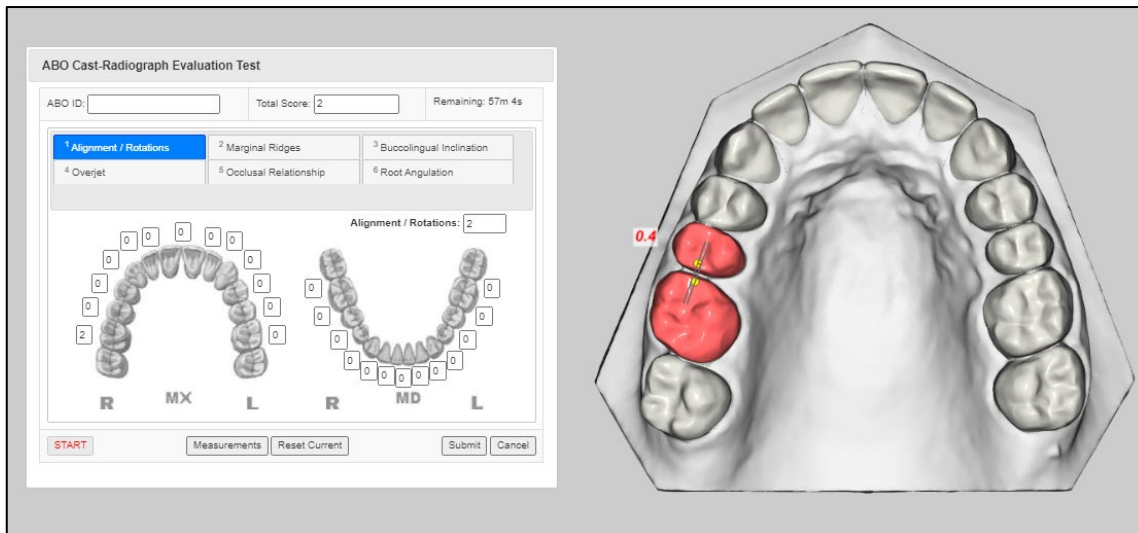 ABO Cast-Radiograph Evaluation Test
ABO ID: Total Score: 2 Remaining: 57m 4s
1 Alignment / Rotations 2 Marginal Ridges 3 Buccolingual Inclination
4 Overjet 5 Occlusal Relationship 6 Root Angulation
Alignment / Rotations: 2
0 0 0 0 0
0 0
0 0 0 0
0 0 0 0
2 0 0 0
0 0
0 0 0 0 0
R MX L R MD L
START Measurements Reset Current Submit Cancel
0.4